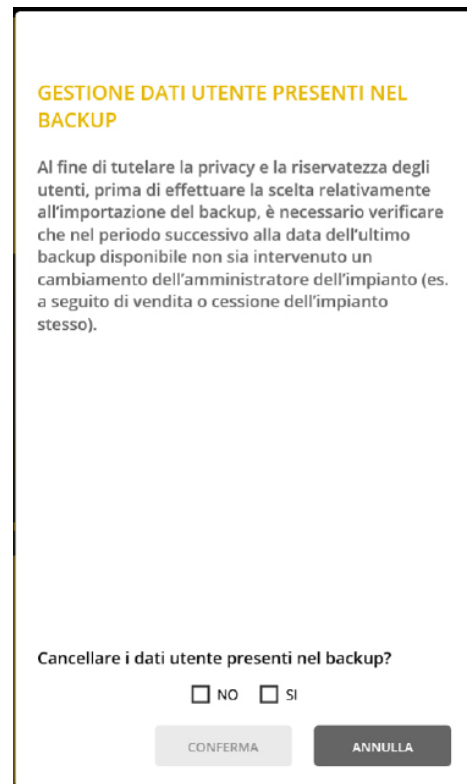 GESTIONE DATI UTENTE PRESENTI NEL
BACKUP
Al fine di tutelare la privacy e la riservatezza degli
utenti, prima di effettuare la scelta relativamente
all'importazione del backup, è necessario verificare
che nel periodo successivo alla data dell'ultimo
backup disponibile non sia intervenuto un
cambiamento dell'amministratore dell'impianto (es.
a seguito di vendita o cessione dell'impianto
stesso).
Cancellare i dati utente presenti nel backup?
NO SI
CONFERMA ANNULLA